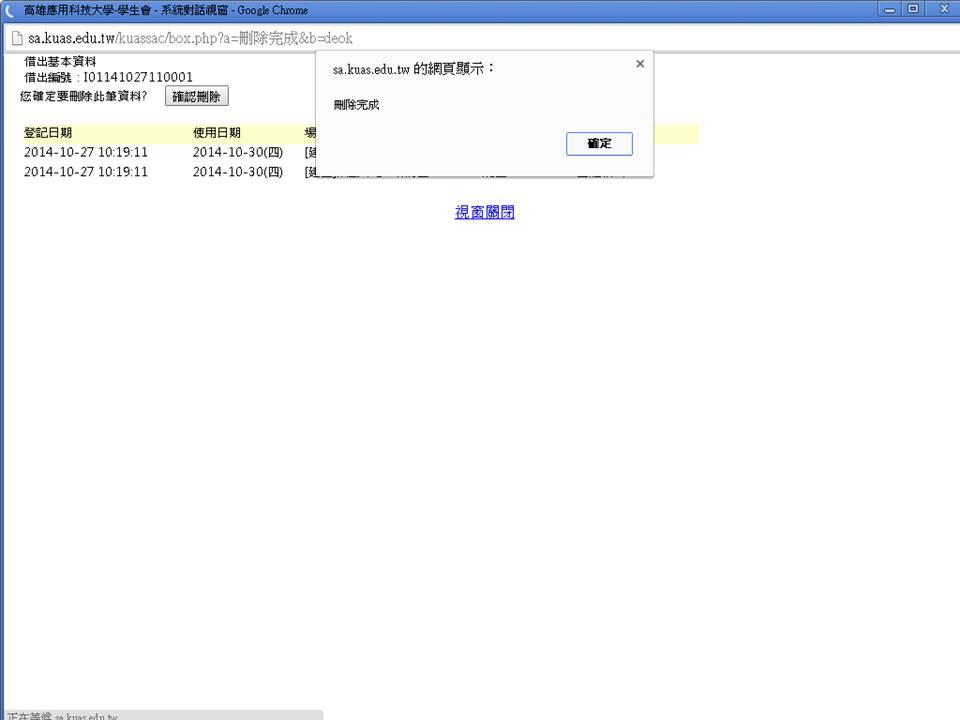 高雄應用科技大學-學生會 - 系統對話視窗 - Google Chrome
sa.kuas.edu.tw/kuassac/box.php?a=刪除完成&b=deok
借出基本資料
借出編號：I01141027110001
您確定要刪除此筆資料? 確認刪除
sa.kuas.edu.tw 的網頁顯示：
刪除完成
確定
登記日期 使用日期 場
2014-10-27 10:19:11 2014-10-30(四)
2014-10-27 10:19:11 2014-10-30(四)
視窗關閉
正在等候 sa.kuas.edu.tw